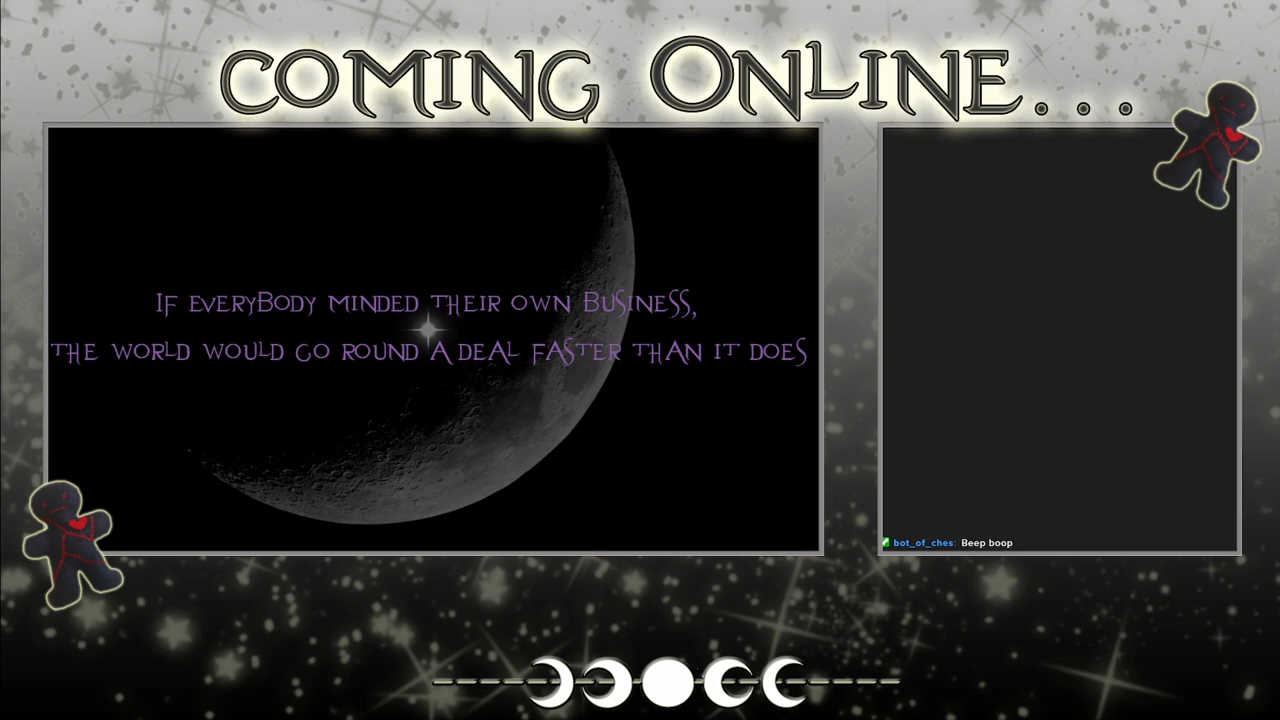 COMING ONLINE...
IF EVERYBODY MINDED THEIR OWN BUSINESS,
THE WORLD WOULD GO ROUND A DEAL FASTER THAN IT DOES
bot_of_ches: Beep boop